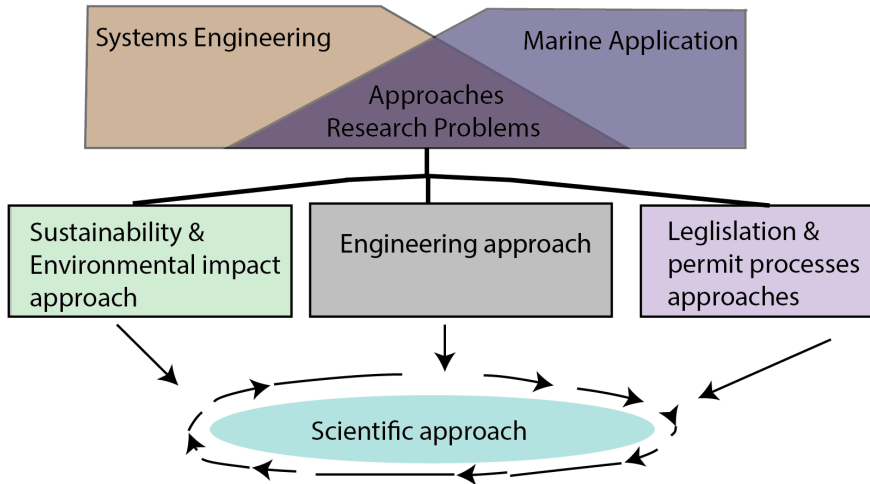 Systems Engineering
Marine Application
Approaches
Research Problems
Sustainability &
Environmental impact
approach
Engineering approach
Leglislation &
permit processes
approaches
Scientific approach